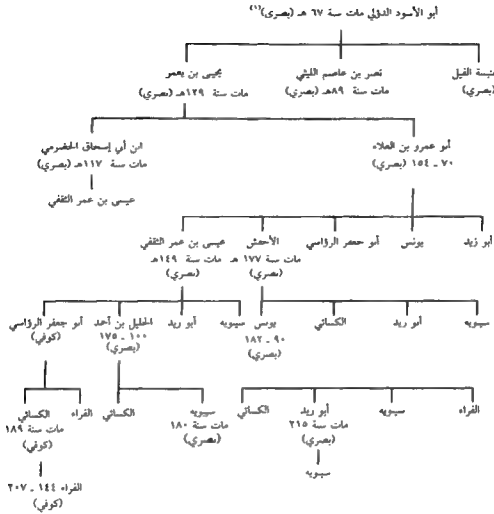 أبو الأسود الدؤلي مات سنة ٦٧ هـ (بصري)(١)
عنبسة الفيل
(بصري)
نصر بن عاصم الليثي
مات سنة ٨٩هـ (بصري)
يحيى بن يعمر
مات سنة ١٢٩هـ (بصري)
أبو عمرو بن العلاء
٧٠ ـ ١٥٤ (بصري)
ابن أبي إسحاق الحضرمي
مات سنة ١١٧هـ (بصري)
عيسى بن عمر الثقفي
أبو زيد
يونس
أبو جعفر الرؤاسي
الأخفش
مات سنة ١٧٧ هـ
(بصري)
عيسى بن عمر الثقفي
مات سنة ١٤٩هـ
(بصري)
سيبويه
أبو زيد
الكسائي
يونس
٩٠ ـ ١٨٢
(بصري)
سيبويه
أبو زيد
الخليل بن أحمد
١٠٠ ـ ١٧٥
(بصري)
أبو جعفر الرؤاسي
(كوفي)
الفراء
سيبويه
أبو زيد
مات سنة ٢١٥
(بصري)
الكسائي
سيبويه
سيبويه
مات سنة ١٨٠
(بصري)
الكسائي
الفراء
الكسائي
مات سنة ١٨٩
(كوفي)
الفراء ١٤٤ ـ ٢٠٧
(كوفي)